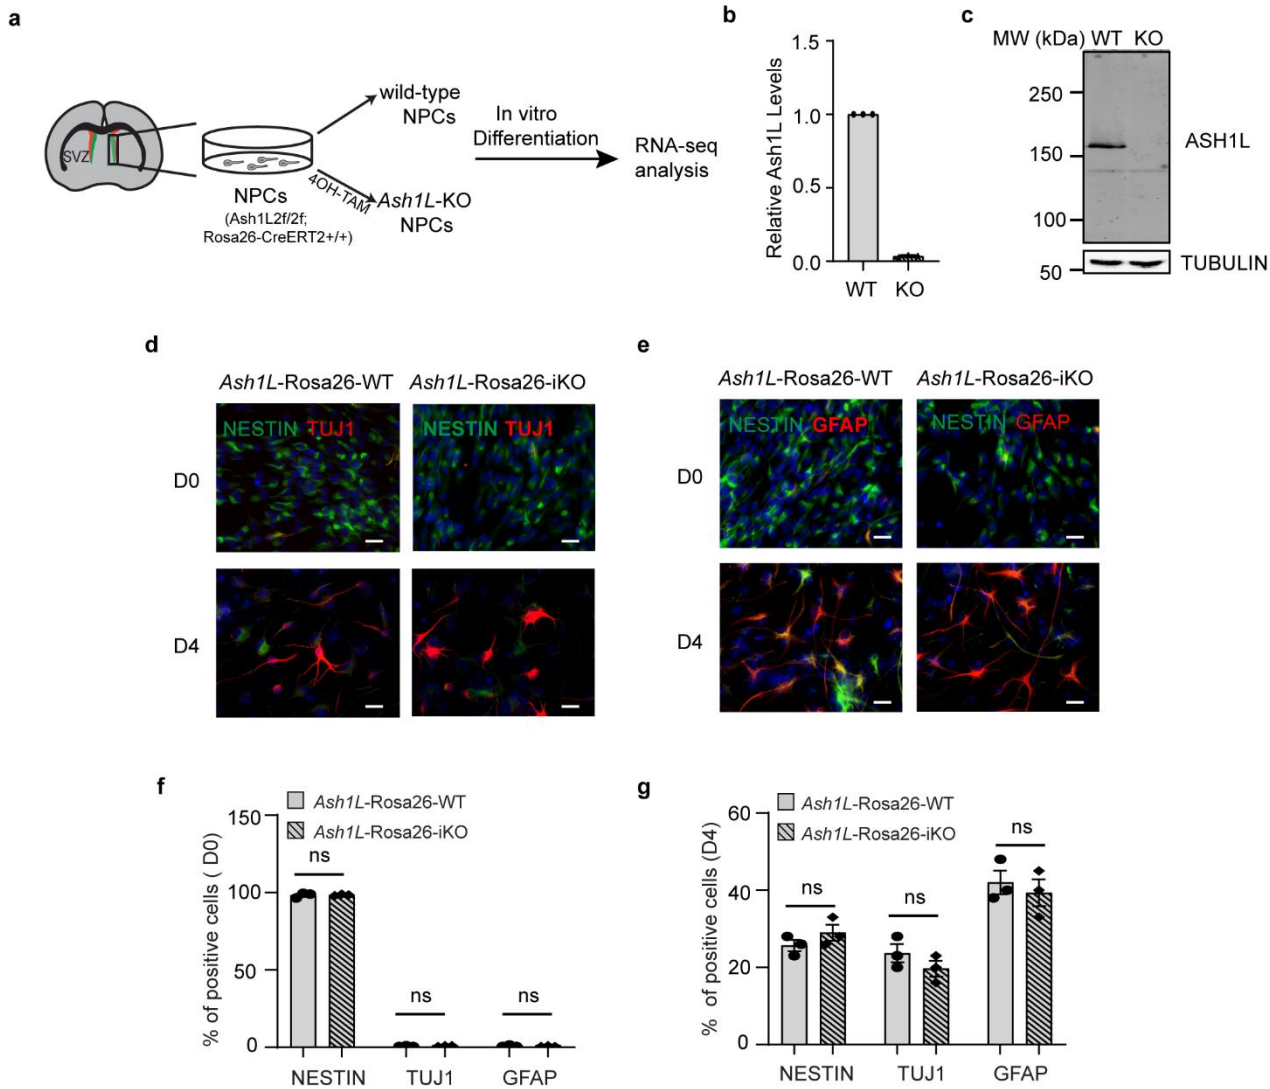 a
SVZ
NPCs
(Ash1L2f/2f;
Rosa26-CreERT2+/+)
wild-type
NPCs
4OH-TAM
Ash1L-KO
NPCs
In vitro
Differentiation
RNA-seq
analysis
b
Relative Ash1L Levels
1.5
1.0
0.5
0.0
WT KO
c
MW (kDa) WT KO
250
150
100
50
ASH1L
TUBULIN
d
Ash1L-Rosa26-WT Ash1L-Rosa26-iKO
NESTIN TUJ1 NESTIN TUJ1
D0
D4
e
Ash1L-Rosa26-WT Ash1L-Rosa26-iKO
NESTIN GFAP NESTIN GFAP
D0
D4
f
Ash1L-Rosa26-WT
Ash1L-Rosa26-iKO
% of positive cells ( D0)
150
100
50
0
ns ns ns
NESTIN TUJ1 GFAP
g
Ash1L-Rosa26-WT
Ash1L-Rosa26-iKO
% of positive cells (D4)
60
40
20
0
ns ns ns
NESTIN TUJ1 GFAP